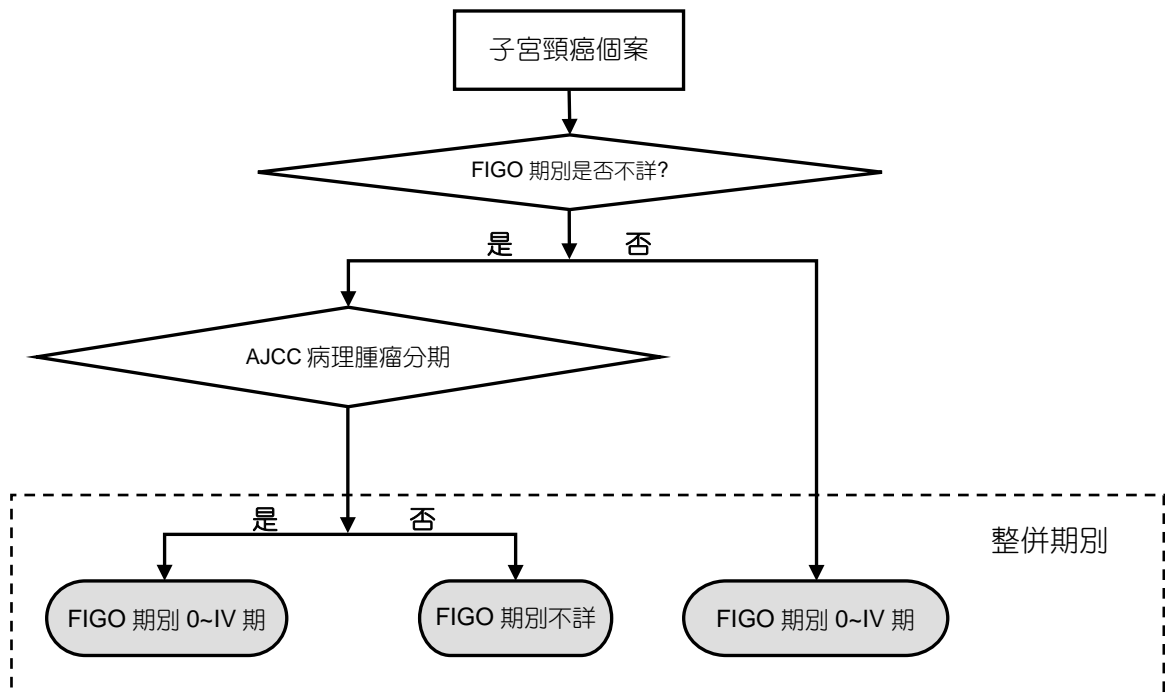 子宮頸癌個案
FIGO 期別是否不詳?
是 否
AJCC 病理腫瘤分期
是 否
整併期別
FIGO 期別 0~IV 期
FIGO 期別不詳
FIGO 期別 0~IV 期